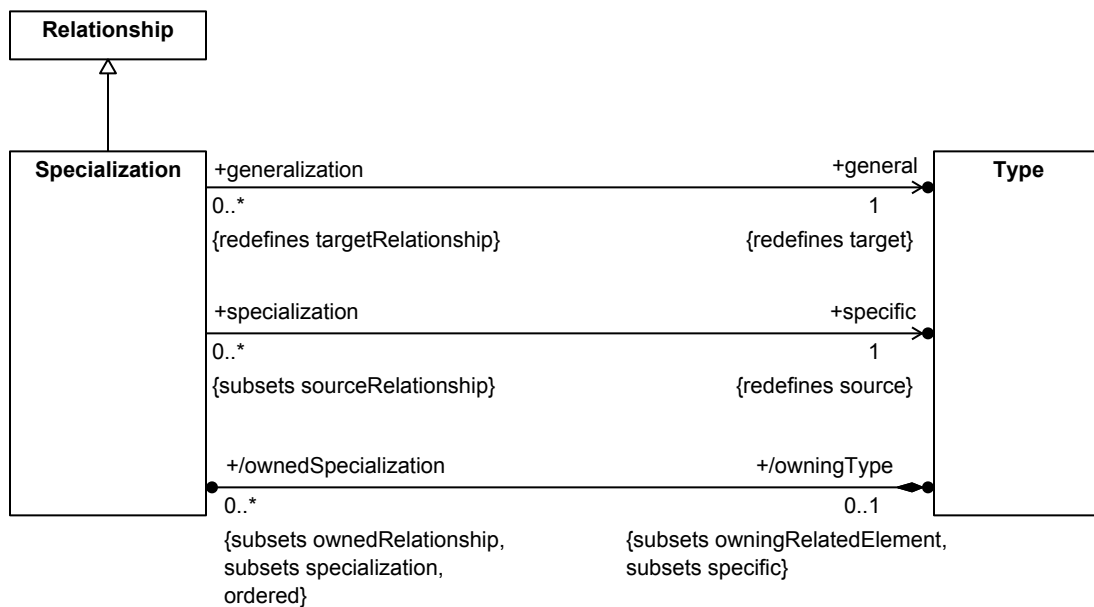 Relationship
Specialization
Type
+generalization
+general
0..*
1
{redefines targetRelationship}
{redefines target}
+specialization
+specific
0..*
1
{subsets sourceRelationship}
{redefines source}
+/ownedSpecialization
+/owningType
0..*
0..1
{subsets ownedRelationship,
subsets specialization,
ordered}
{subsets owningRelatedElement,
subsets specific}